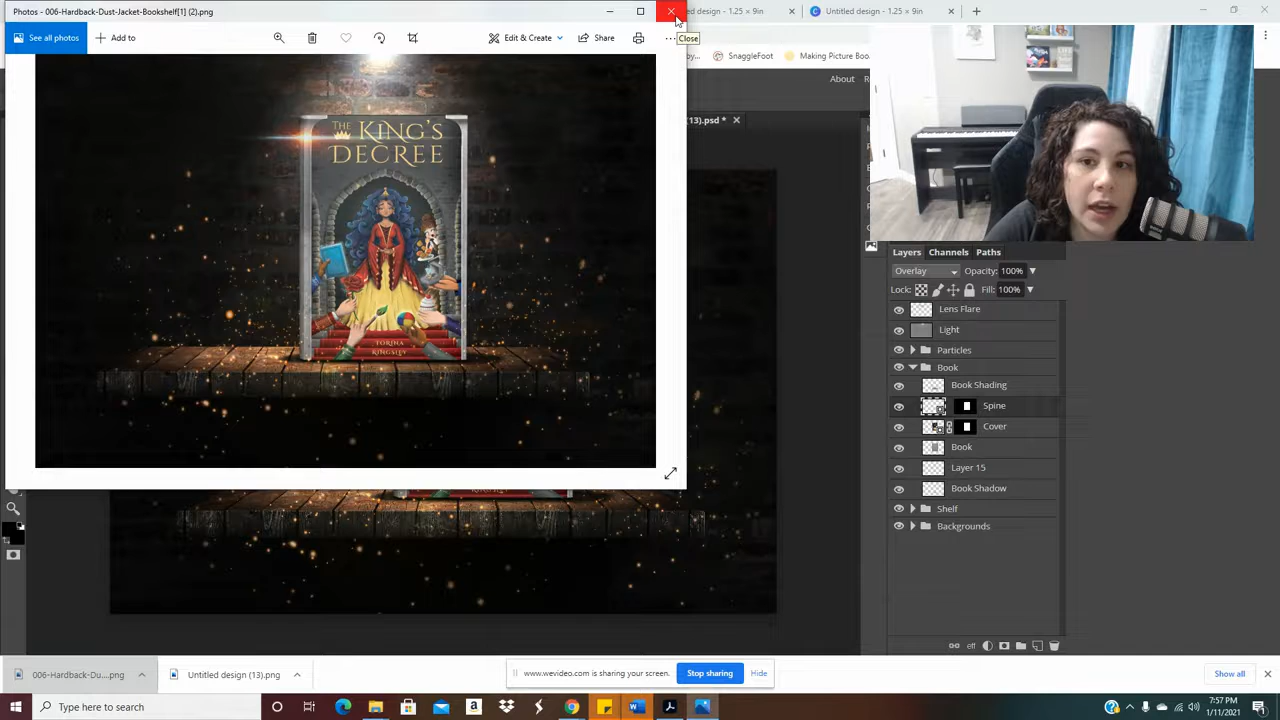 Photos - 006-Hardback-Dust-Jacket-Bookshelf[1] (2).png
ed design - 1.25 × 9in
Untitled design - 1.25 × 9in
See all photos
Add to
Edit & Create
Share
Close
SnaggleFoot
Making Picture Boo
About
(13).psd *
THE KING'S
DECREE
TORINA
KINGSLEY
KINGSLEY
Layers
Channels
Paths
Overlay
Opacity:
100%
Lock:
Fill:
100%
Lens Flare
Light
Particles
Book
Book Shading
Spine
Cover
Book
Layer 15
Book Shadow
Shelf
Backgrounds
eff
006-Hardback-Du....png
Untitled design (13).png
www.wevideo.com is sharing your screen.
Stop sharing
Hide
Show all
Type here to search
7:57 PM
1/11/2021